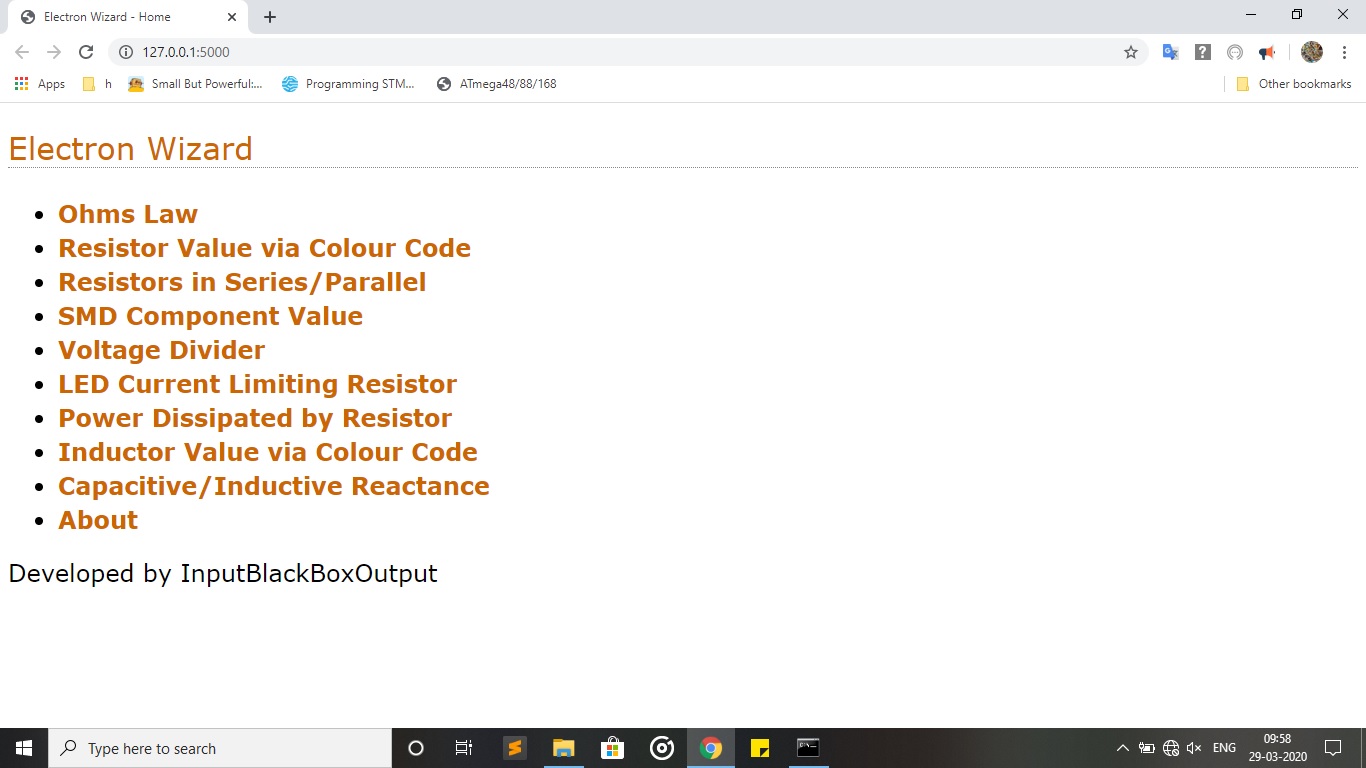 Electron Wizard - Home
127.0.0.1:5000
Apps h Small But Powerful:... Programming STM... ATmega48/88/168 Other bookmarks
Electron Wizard
Ohms Law
Resistor Value via Colour Code
Resistors in Series/Parallel
SMD Component Value
Voltage Divider
LED Current Limiting Resistor
Power Dissipated by Resistor
Inductor Value via Colour Code
Capacitive/Inductive Reactance
About
Developed by InputBlackBoxOutput
Type here to search
ENG
09:58
29-03-2020